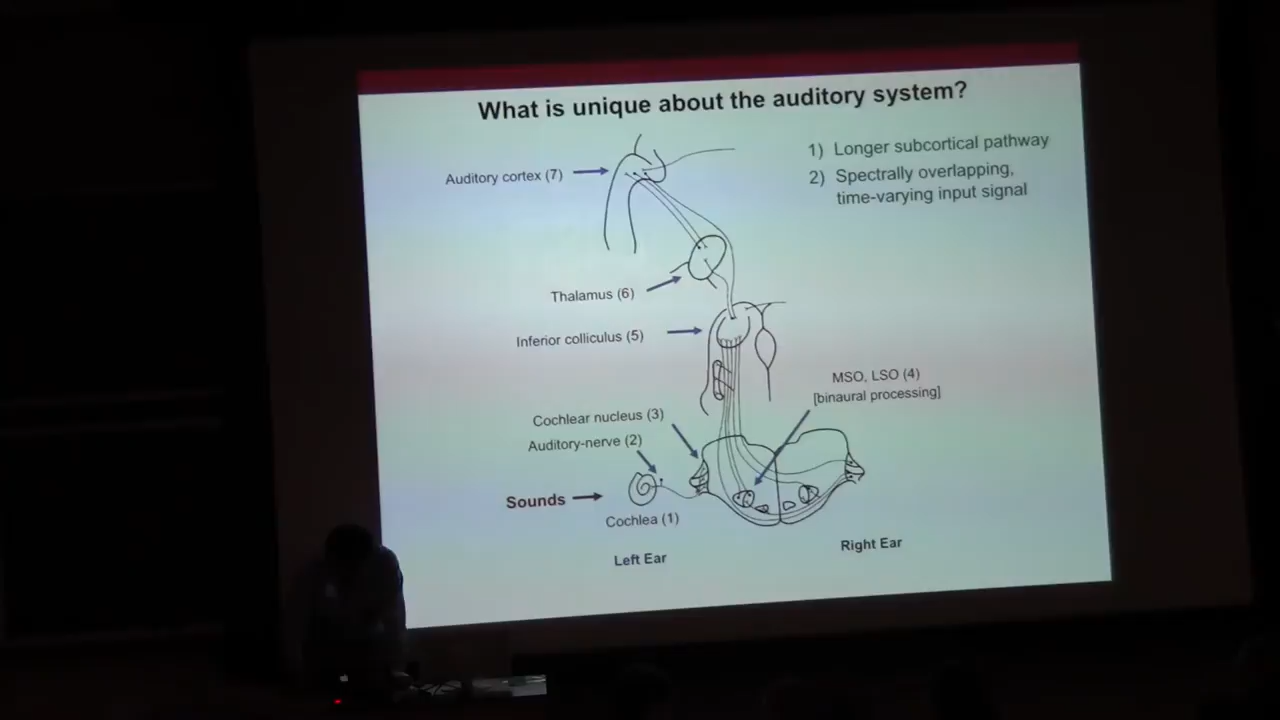 What is unique about the auditory system?
1) Longer subcortical pathway
2) Spectrally overlapping,
time-varying input signal
Auditory cortex (7)
Thalamus (6)
Inferior colliculus (5)
MSO, LSO (4)
[binaural processing]
Cochlear nucleus (3)
Auditory-nerve (2)
Sounds
Cochlea (1)
Left Ear
Right Ear